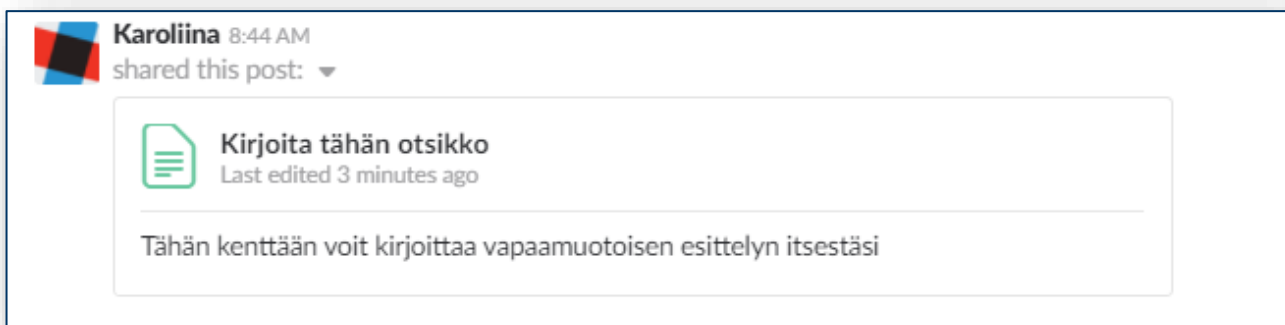 Karoliina 8:44 AM
shared this post:
Kirjoita tähän otsikko
Last edited 3 minutes ago
Tähän kenttään voit kirjoittaa vapaamuotoisen esittelyn itsestäsi